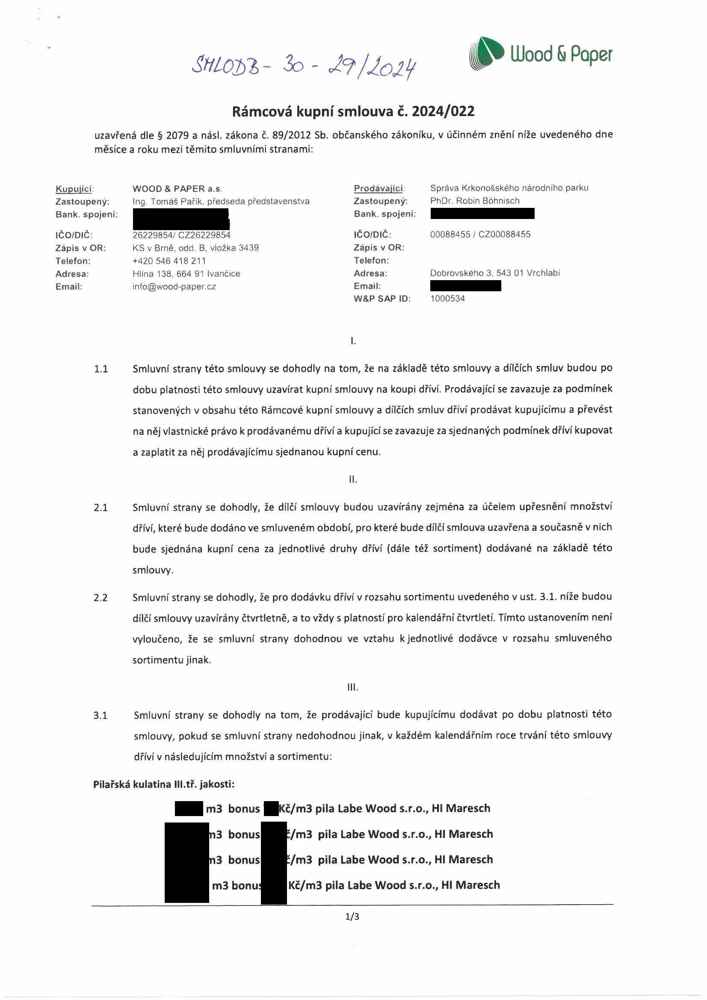 Wood & Paper
SMLODB - 30 - 29/2024
Rámcová kupní smlouva č. 2024/022
uzavřená dle § 2079 a násl. zákona č. 89/2012 Sb. občanského zákoníku, v účinném znění níže uvedeného dne
měsíce a roku mezi těmito smluvními stranami:
Kupující: WOOD & PAPER a.s.
Zastoupený: Ing. Tomáš Pařík, předseda představenstva
Bank. spojení:
IČO/DIČ: 26229854/ CZ26229854
Zápis v OR: KS v Brně, odd. B, vložka 3439
Telefon: +420 546 418 211
Adresa: Hlína 138, 664 91 Ivančice
Email: info@wood-paper.cz
Prodávající: Správa Krkonošského národního parku
Zastoupený: PhDr. Robin Böhnisch
Bank. spojení:
IČO/DIČ: 00088455 / CZ00088455
Zápis v OR:
Telefon:
Adresa: Dobrovského 3, 543 01 Vrchlabí
Email:
W&P SAP ID: 1000534
I.
1.1 Smluvní strany této smlouvy se dohodly na tom, že na základě této smlouvy a dílčích smluv budou po
dobu platnosti této smlouvy uzavírat kupní smlouvy na koupi dříví. Prodávající se zavazuje za podmínek
stanovených v obsahu této Rámcové kupní smlouvy a dílčích smluv dříví prodávat kupujícímu a převést
na něj vlastnické právo k prodávanému dříví a kupující se zavazuje za sjednaných podmínek dříví kupovat
a zaplatit za něj prodávajícímu sjednanou kupní cenu.
II.
2.1 Smluvní strany se dohodly, že dílčí smlouvy budou uzavírány zejména za účelem upřesnění množství
dříví, které bude dodáno ve smluveném období, pro které bude dílčí smlouva uzavřena a současně v nich
bude sjednána kupní cena za jednotlivé druhy dříví (dále též sortiment) dodávané na základě této
smlouvy.
2.2 Smluvní strany se dohodly, že pro dodávku dříví v rozsahu sortimentu uvedeného v ust. 3.1. níže budou
dílčí smlouvy uzavírány čtvrtletně, a to vždy s platností pro kalendářní čtvrtletí. Tímto ustanovením není
vyloučeno, že se smluvní strany dohodnou ve vztahu k jednotlivé dodávce v rozsahu smluveného
sortimentu jinak.
III.
3.1 Smluvní strany se dohodly na tom, že prodávající bude kupujícímu dodávat po dobu platnosti této
smlouvy, pokud se smluvní strany nedohodnou jinak, v každém kalendářním roce trvání této smlouvy
dříví v následujícím množství a sortimentu:
Pilařská kulatina III.tř. jakosti:
m3 bonus Kč/m3 pila Labe Wood s.r.o., HI Maresch
m3 bonus č/m3 pila Labe Wood s.r.o., HI Maresch
m3 bonus č/m3 pila Labe Wood s.r.o., HI Maresch
m3 bonus Kč/m3 pila Labe Wood s.r.o., HI Maresch
1/3